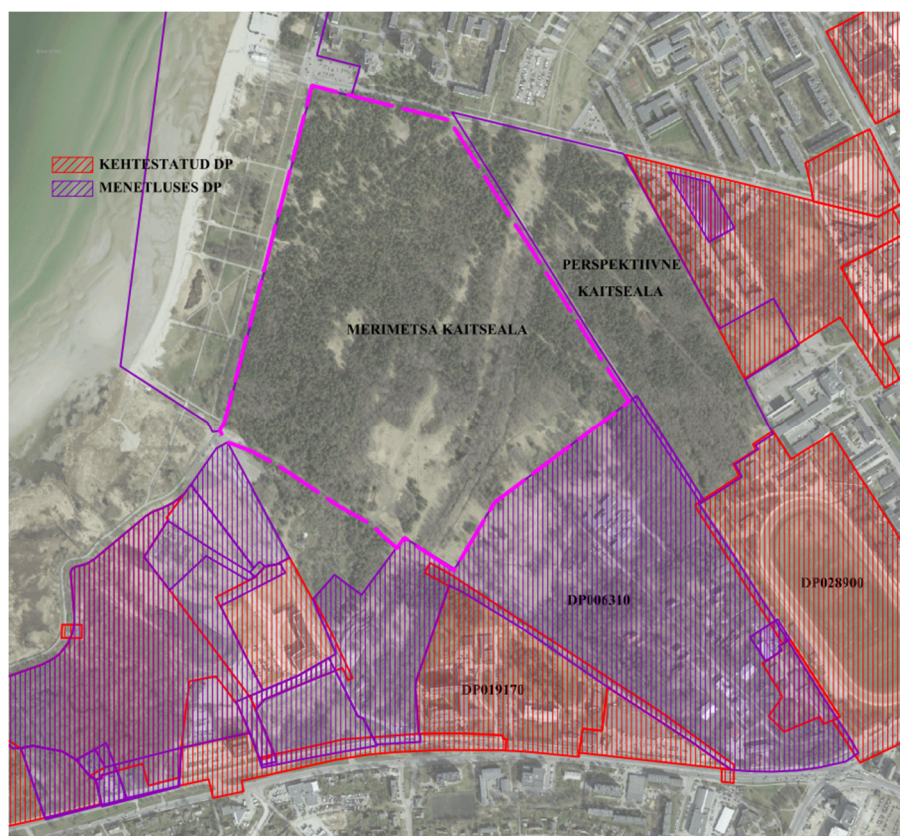 KEHTESTATUD DP
MENETLUSES DP
PERSPEKTIIVNE
KAITSEALA
MERIMETSA KAITSEALA
DP028900
DP006310
DP019170